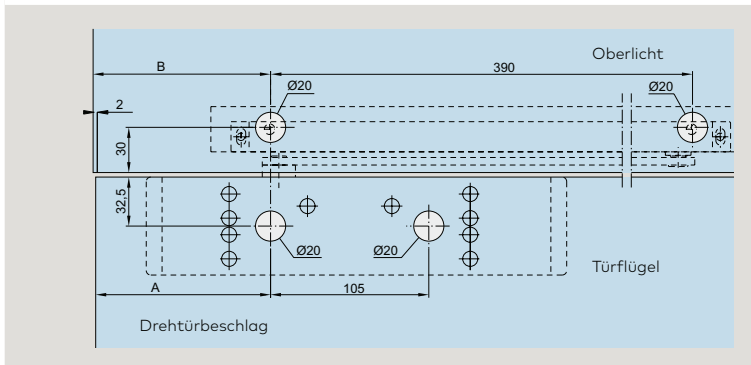 Oberlicht
B
390
Ø20
Ø20
2
30
32,5
Ø20
Ø20
Türflügel
A
105
Drehtürbeschlag